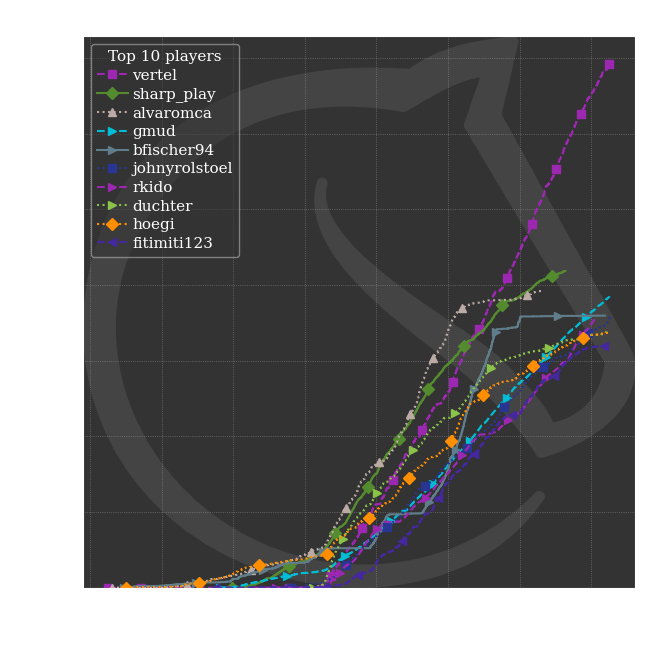 Top 10 players
vertel
sharp_play
alvaromca
gmud
bfischer94
johnyrolstoel
rkido
duchter
hoegi
fitimiti123